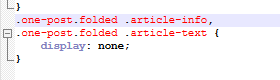 }
.one-post.folded .article-info,
.one-post.folded .article-text {
    display: none;
}